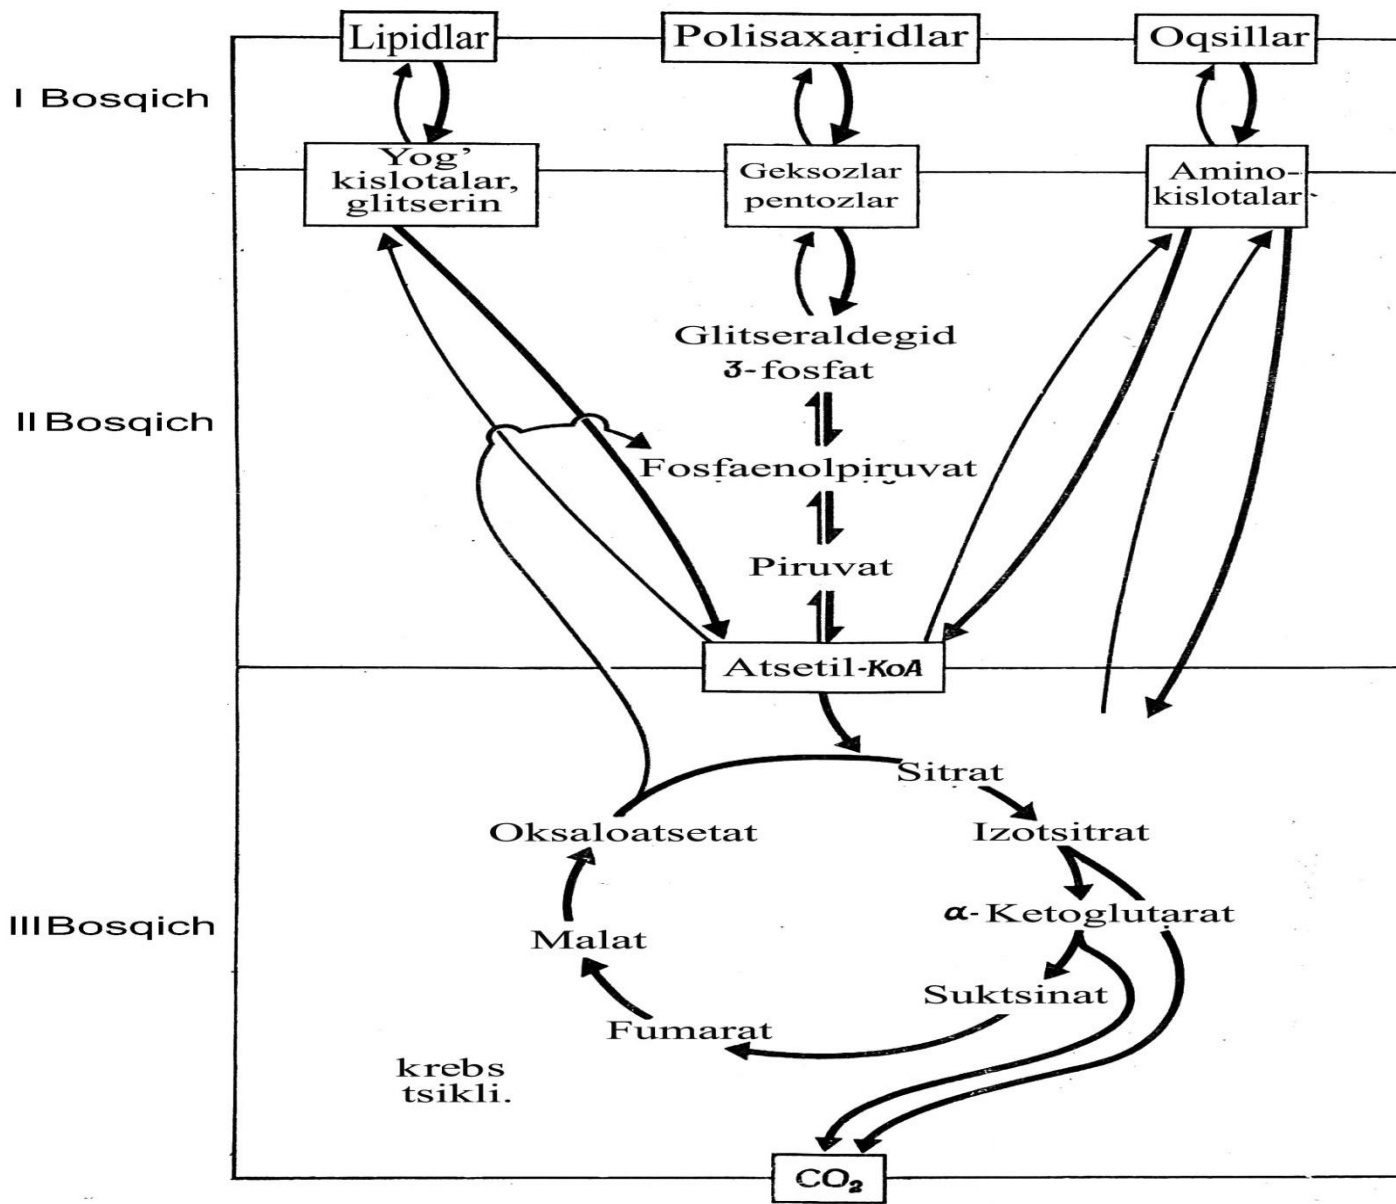 Lipidlar
Polisaxaridlar
Oqsillar
I Bosqich
Yog’
kislotalar,
glitserin
Geksozlar
pentozlar
Amino-
kislotalar
Glitseraldegid
3-fosfat
II Bosqich
Fosfaenolpiruvat
Piruvat
Atsetil-KoA
Sitrat
Oksaloatsetat
Izotsitrat
α-Ketoglutarat
III Bosqich
Malat
Suktsinat
Fumarat
krebs
tsikli.
CO₂